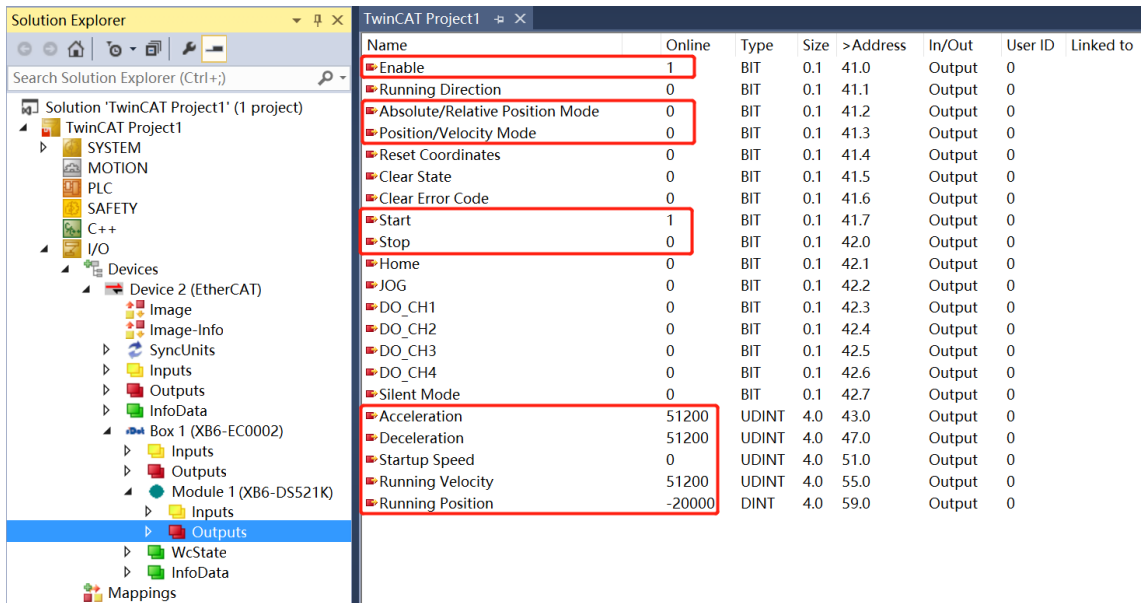 Solution Explorer
Search Solution Explorer (Ctrl+;)
Solution 'TwinCAT Project1' (1 project)
TwinCAT Project1
SYSTEM
MOTION
PLC
SAFETY
C++
I/O
Devices
Device 2 (EtherCAT)
Image
Image-Info
SyncUnits
Inputs
Outputs
InfoData
Box 1 (XB6-EC0002)
Inputs
Outputs
Module 1 (XB6-DS521K)
Inputs
Outputs
WcState
InfoData
Mappings
TwinCAT Project1
Name Online Type Size >Address In/Out User ID Linked to
Enable 1 BIT 0.1 41.0 Output 0
Running Direction 0 BIT 0.1 41.1 Output 0
Absolute/Relative Position Mode 0 BIT 0.1 41.2 Output 0
Position/Velocity Mode 0 BIT 0.1 41.3 Output 0
Reset Coordinates 0 BIT 0.1 41.4 Output 0
Clear State 0 BIT 0.1 41.5 Output 0
Clear Error Code 0 BIT 0.1 41.6 Output 0
Start 1 BIT 0.1 41.7 Output 0
Stop 0 BIT 0.1 42.0 Output 0
Home 0 BIT 0.1 42.1 Output 0
JOG 0 BIT 0.1 42.2 Output 0
DO_CH1 0 BIT 0.1 42.3 Output 0
DO_CH2 0 BIT 0.1 42.4 Output 0
DO_CH3 0 BIT 0.1 42.5 Output 0
DO_CH4 0 BIT 0.1 42.6 Output 0
Silent Mode 0 BIT 0.1 42.7 Output 0
Acceleration 51200 UDINT 4.0 43.0 Output 0
Deceleration 51200 UDINT 4.0 47.0 Output 0
Startup Speed 0 UDINT 4.0 51.0 Output 0
Running Velocity 51200 UDINT 4.0 55.0 Output 0
Running Position -20000 DINT 4.0 59.0 Output 0